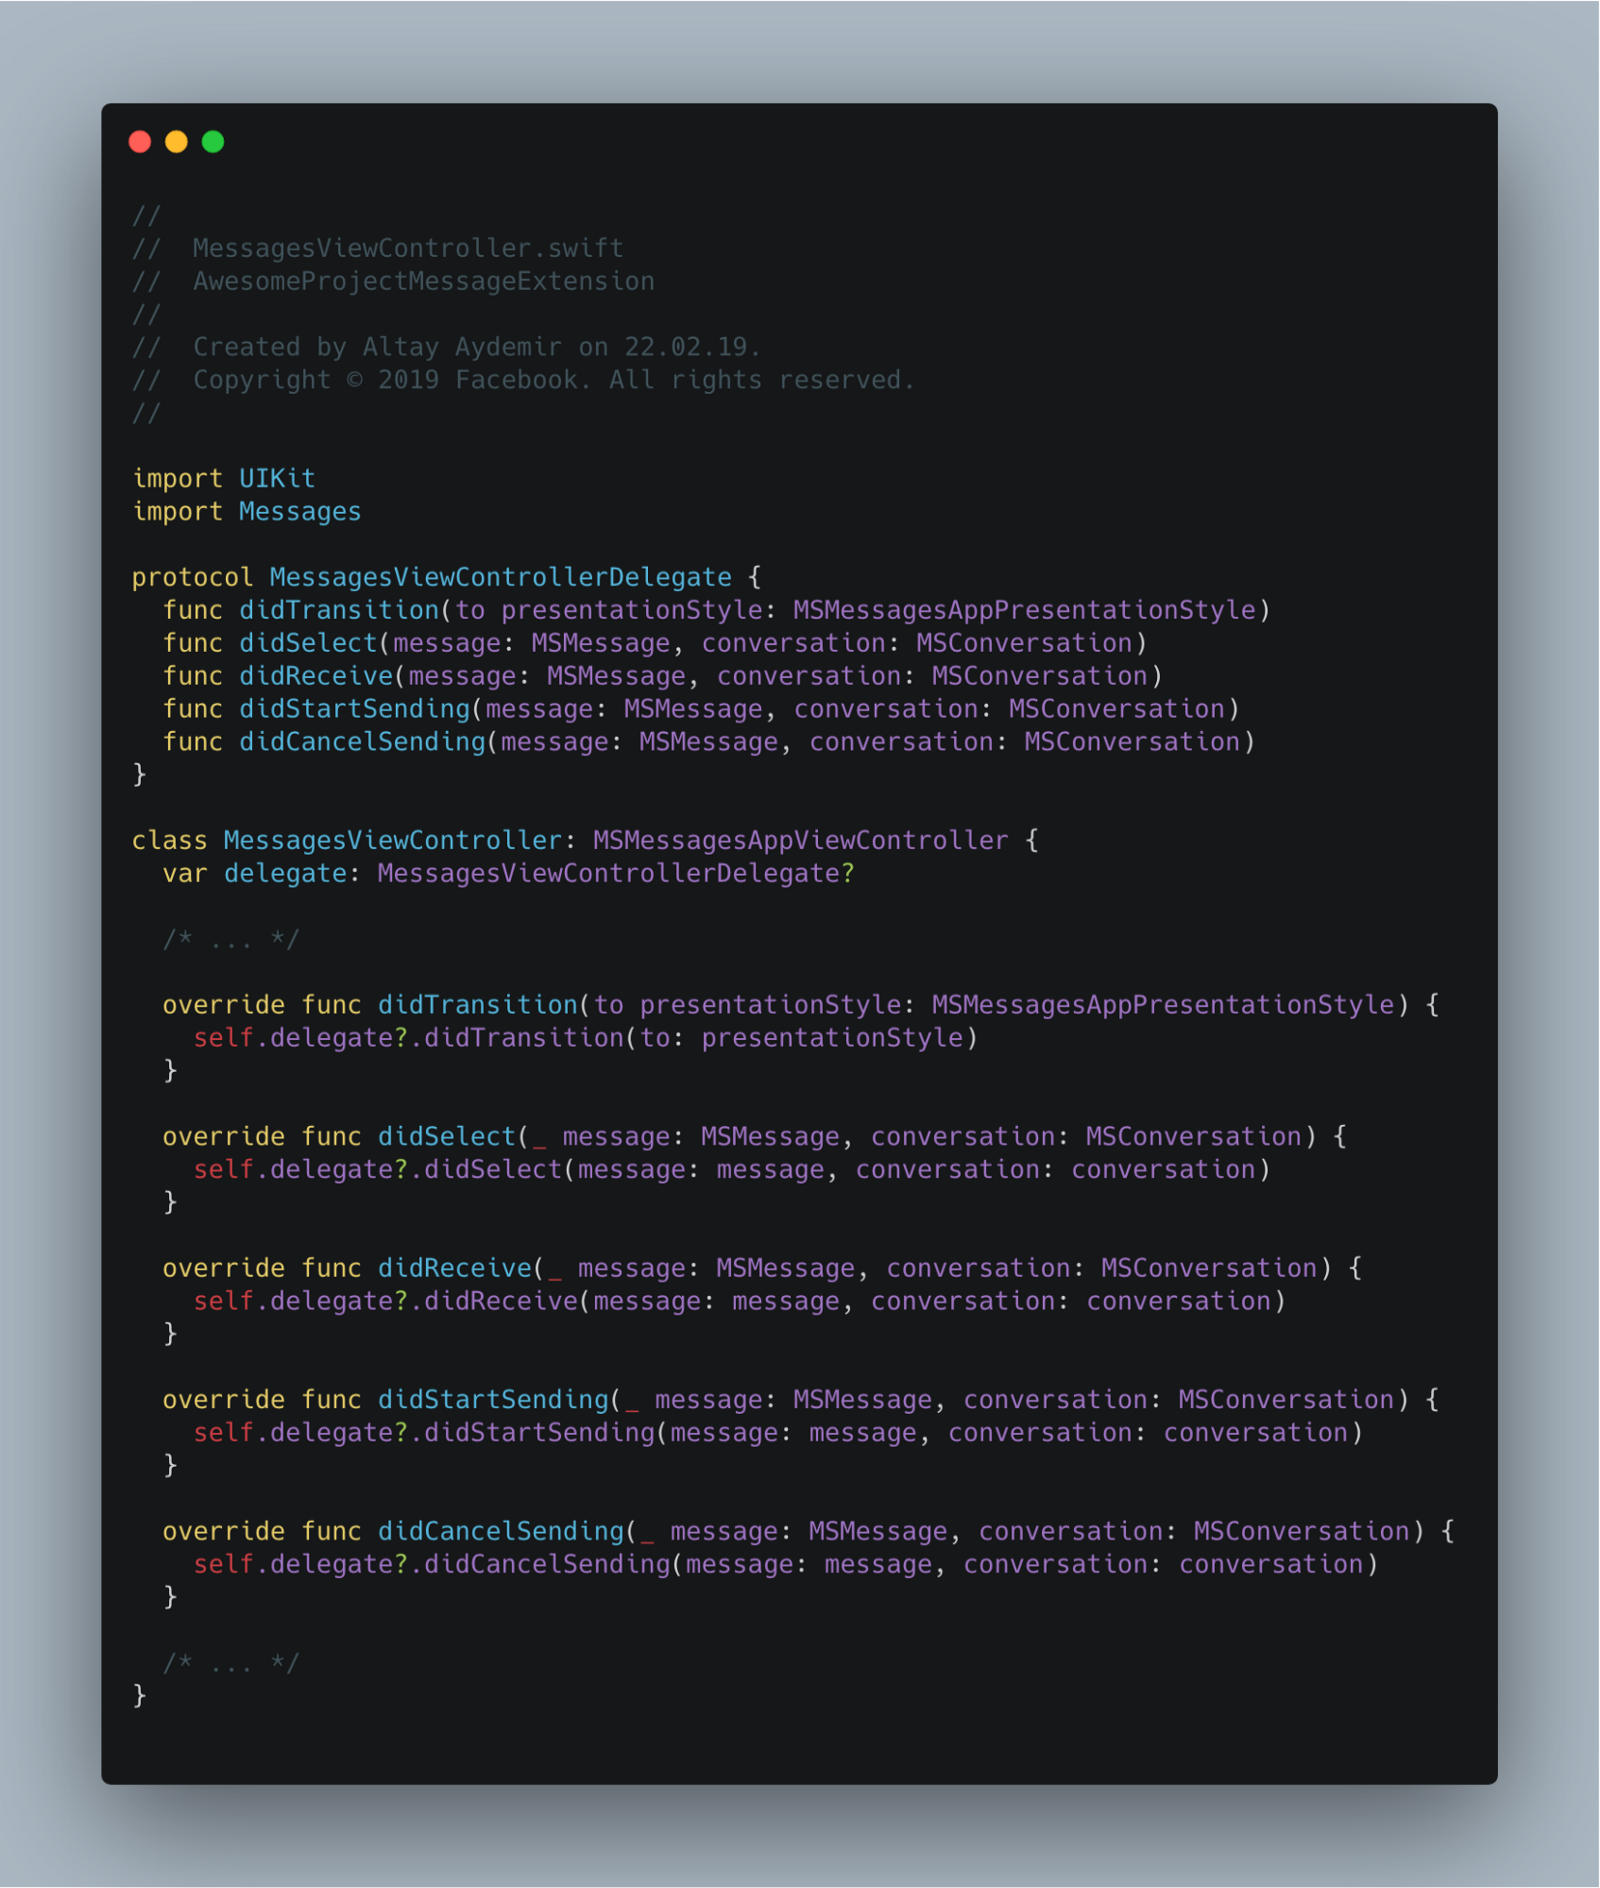 //
//  MessagesViewController.swift
//  AwesomeProjectMessageExtension
//
//  Created by Altay Aydemir on 22.02.19.
//  Copyright © 2019 Facebook. All rights reserved.
//

import UIKit
import Messages

protocol MessagesViewControllerDelegate {
  func didTransition(to presentationStyle: MSMessagesAppPresentationStyle)
  func didSelect(message: MSMessage, conversation: MSConversation)
  func didReceive(message: MSMessage, conversation: MSConversation)
  func didStartSending(message: MSMessage, conversation: MSConversation)
  func didCancelSending(message: MSMessage, conversation: MSConversation)
}

class MessagesViewController: MSMessagesAppViewController {
  var delegate: MessagesViewControllerDelegate?

  /* ... */

  override func didTransition(to presentationStyle: MSMessagesAppPresentationStyle) {
    self.delegate?.didTransition(to: presentationStyle)
  }

  override func didSelect(_ message: MSMessage, conversation: MSConversation) {
    self.delegate?.didSelect(message: message, conversation: conversation)
  }

  override func didReceive(_ message: MSMessage, conversation: MSConversation) {
    self.delegate?.didReceive(message: message, conversation: conversation)
  }

  override func didStartSending(_ message: MSMessage, conversation: MSConversation) {
    self.delegate?.didStartSending(message: message, conversation: conversation)
  }

  override func didCancelSending(_ message: MSMessage, conversation: MSConversation) {
    self.delegate?.didCancelSending(message: message, conversation: conversation)
  }

  /* ... */
}